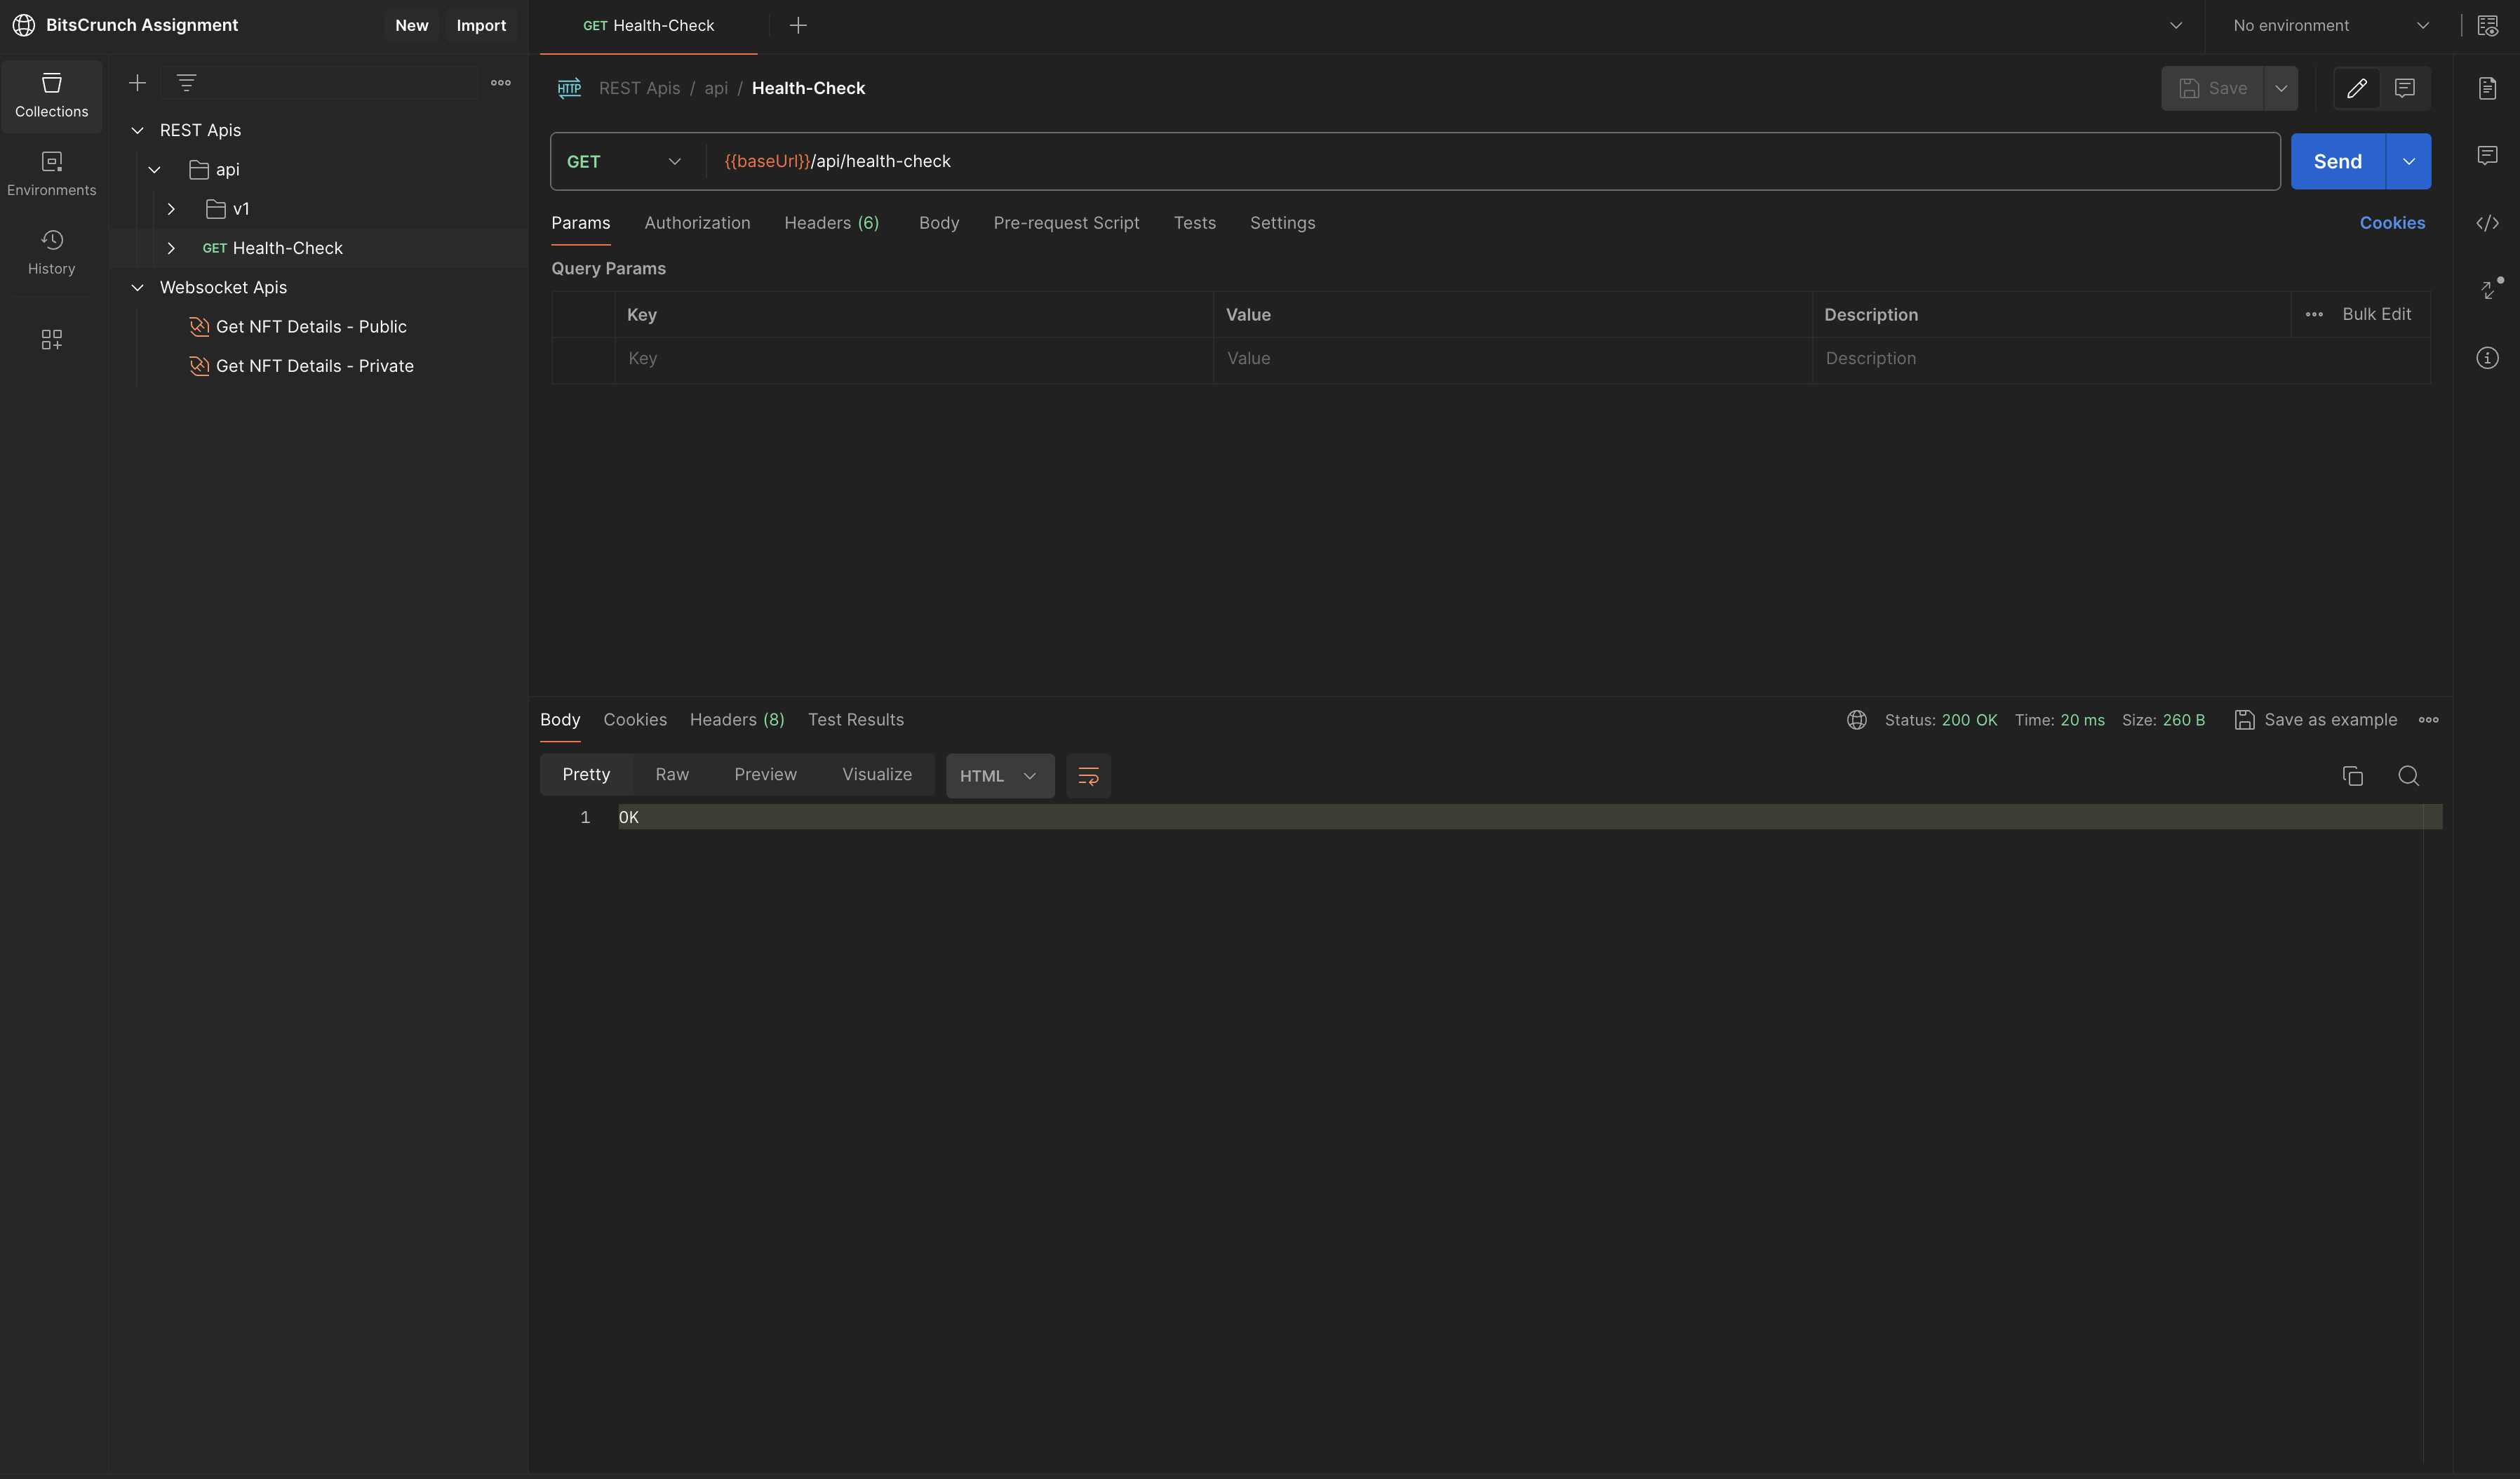 BitsCrunch Assignment New Import
GET Health-Check
No environment
Collections
Environments
History
REST Apis
api
v1
GET Health-Check
Websocket Apis
Get NFT Details - Public
Get NFT Details - Private
HTTP REST Apis / api / Health-Check
Save
GET {{baseUrl}}/api/health-check Send
Params Authorization Headers (6) Body Pre-request Script Tests Settings Cookies
Query Params
Key Value Description Bulk Edit
Key Value Description
Body Cookies Headers (8) Test Results Status: 200 OK Time: 20 ms Size: 260 B Save as example
Pretty Raw Preview Visualize HTML
1 OK